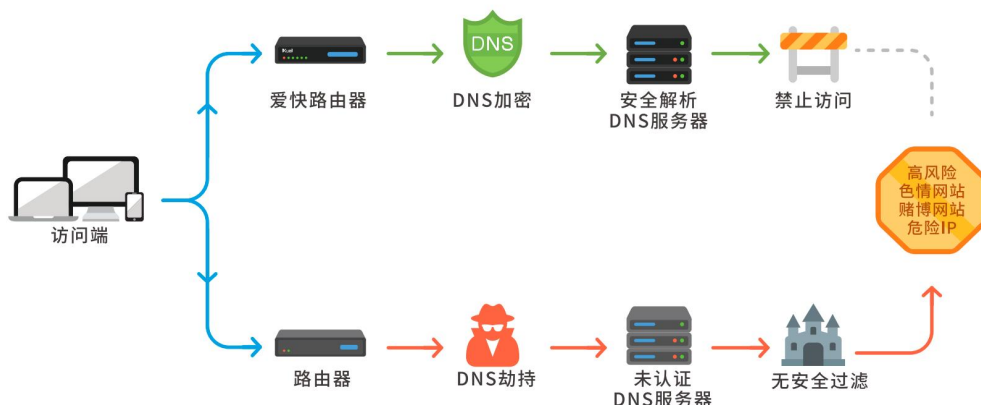 iKuai
DNS
爱快路由器
DNS加密
安全解析
DNS服务器
禁止访问
访问端
高风险
色情网站
赌博网站
危险IP
路由器
DNS劫持
未认证
DNS服务器
无安全过滤